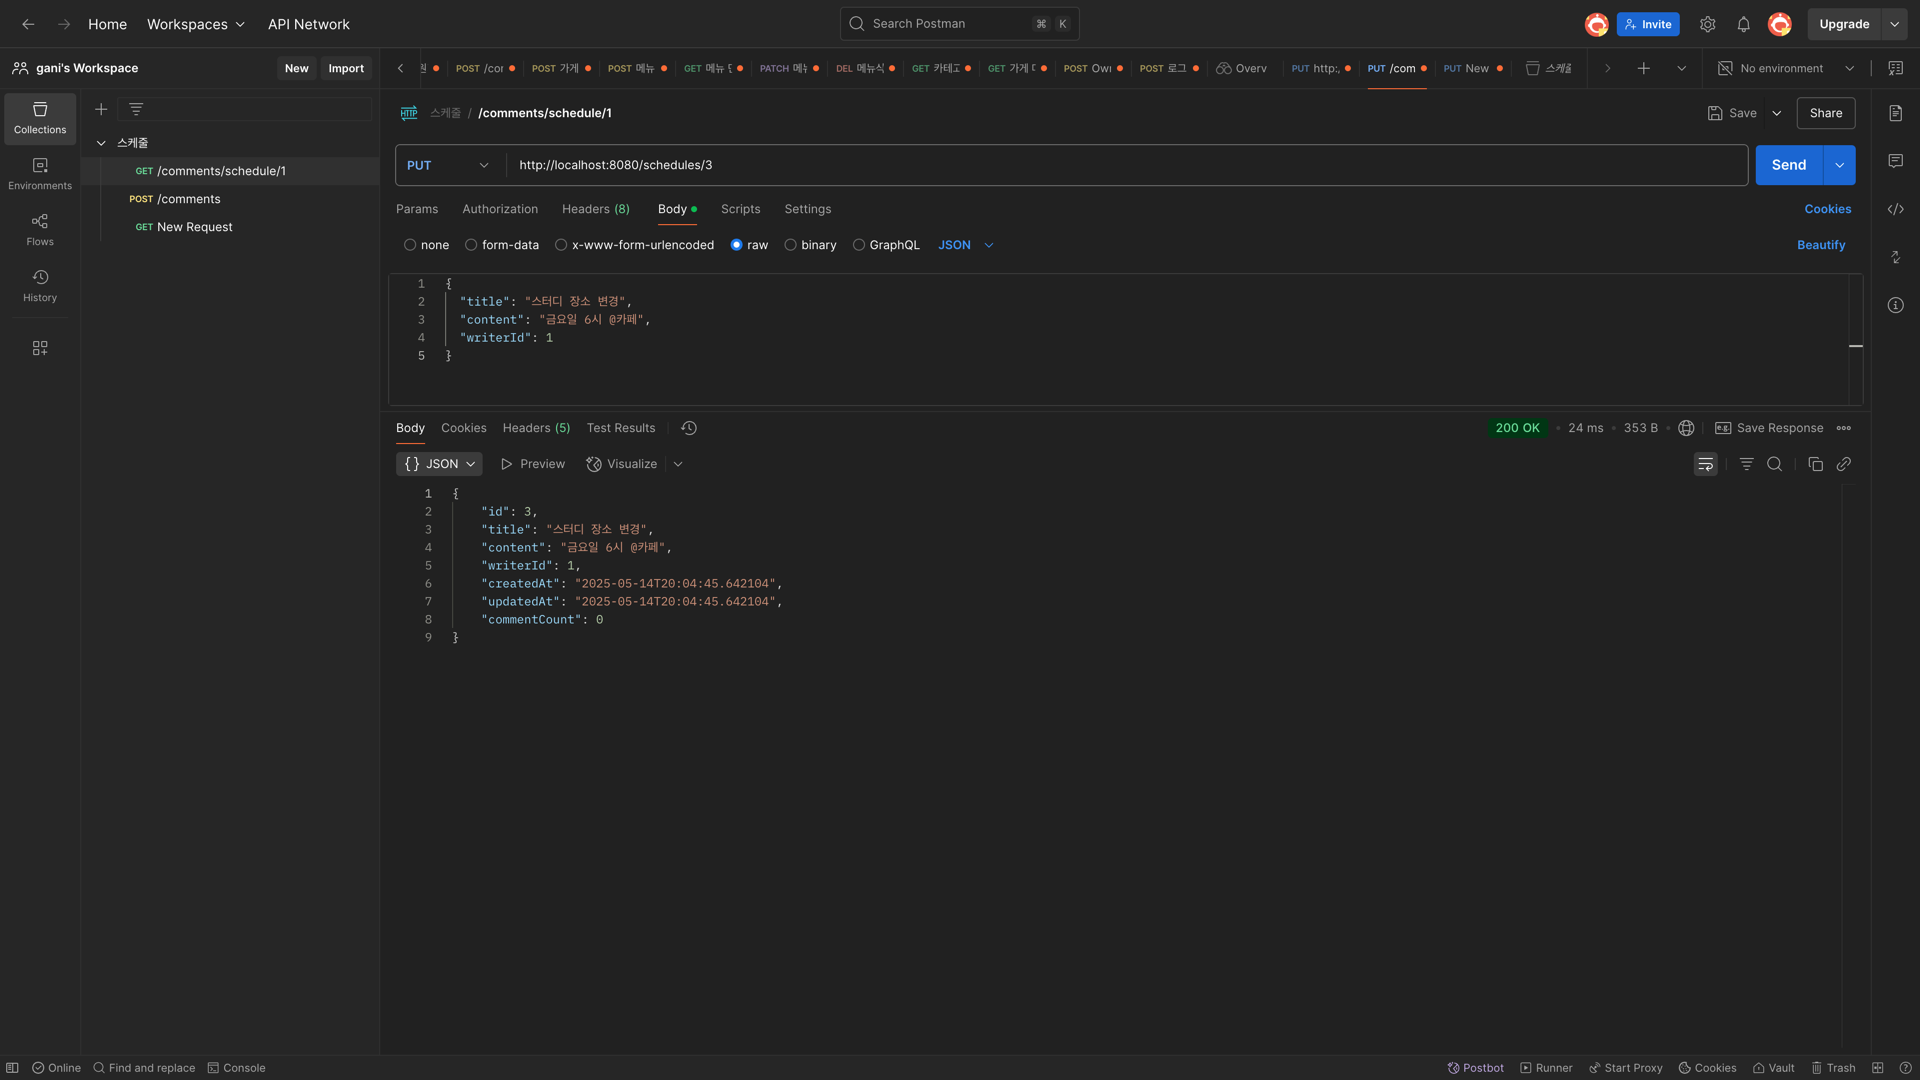 Home Workspaces API Network Search Postman ⌘ K Invite Upgrade
gani's Workspace New Import
POST /cor POST 가게 POST 메뉴 GET 메뉴 PATCH DEL 메뉴식 GET 카테고 GET 가게 POST Owi POST 로그 Overv PUT http:, PUT /com PUT New No environment
Collections
Environments
Flows
History
스케줄
GET /comments/schedule/1
POST /comments
GET New Request
HTTP 스케줄 / /comments/schedule/1 Save Share
PUT http://localhost:8080/schedules/3 Send
Params Authorization Headers (8) Body Scripts Settings Cookies
none form-data x-www-form-urlencoded raw binary GraphQL JSON Beautify
1 {
2 "title": "스터디 장소 변경",
3 "content": "금요일 6시 @카페",
4 "writerId": 1
5 }
Body Cookies Headers (5) Test Results 200 OK • 24 ms • 353 B • e.g. Save Response
{} JSON Preview Visualize
1 {
2 "id": 3,
3 "title": "스터디 장소 변경",
4 "content": "금요일 6시 @카페",
5 "writerId": 1,
6 "createdAt": "2025-05-14T20:04:45.642104",
7 "updatedAt": "2025-05-14T20:04:45.642104",
8 "commentCount": 0
9 }
Online Find and replace Console Postbot Runner Start Proxy Cookies Vault Trash